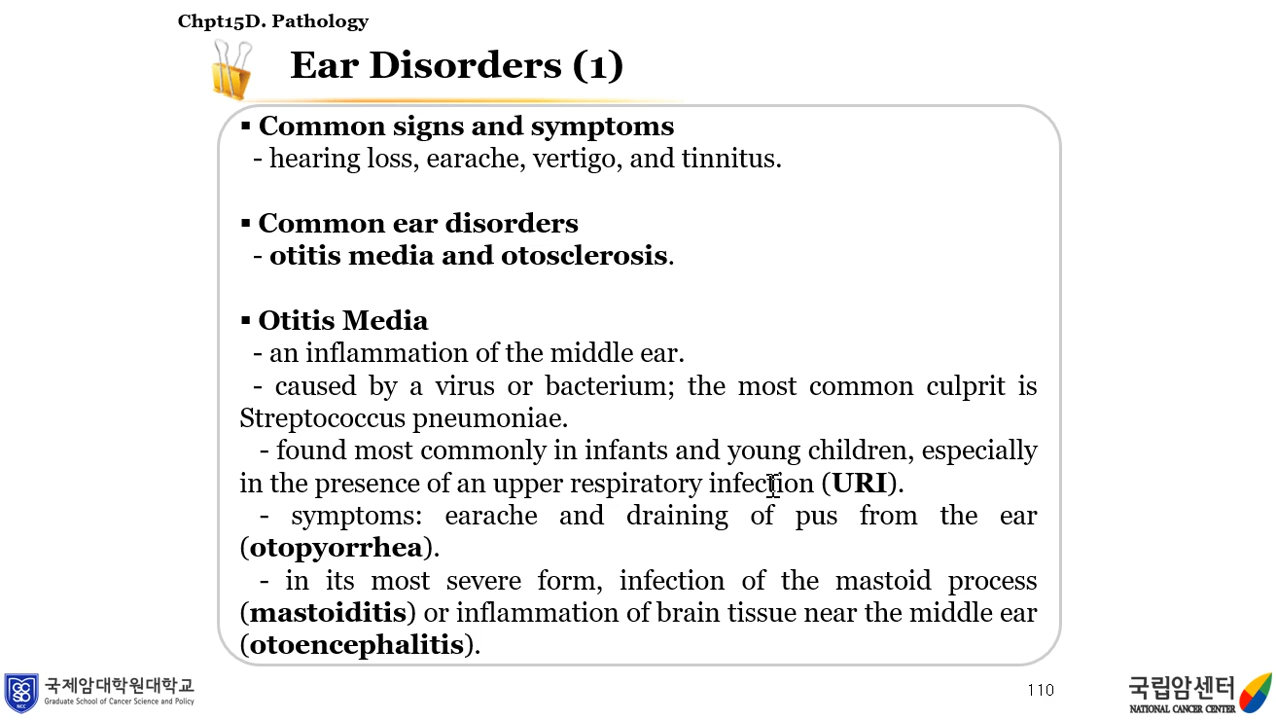 Chpt15D. Pathology
Ear Disorders (1)
▪ Common signs and symptoms
- hearing loss, earache, vertigo, and tinnitus.
▪ Common ear disorders
- otitis media and otosclerosis.
▪ Otitis Media
- an inflammation of the middle ear.
- caused by a virus or bacterium; the most common culprit is
Streptococcus pneumoniae.
- found most commonly in infants and young children, especially
in the presence of an upper respiratory infection (URI).
- symptoms: earache and draining of pus from the ear
(otopyorrhea).
- in its most severe form, infection of the mastoid process
(mastoiditis) or inflammation of brain tissue near the middle ear
(otoencephalitis).
NCC
국제암대학원대학교
Graduate School of Cancer Science and Policy
110
국립암센터
NATIONAL CANCER CENTER